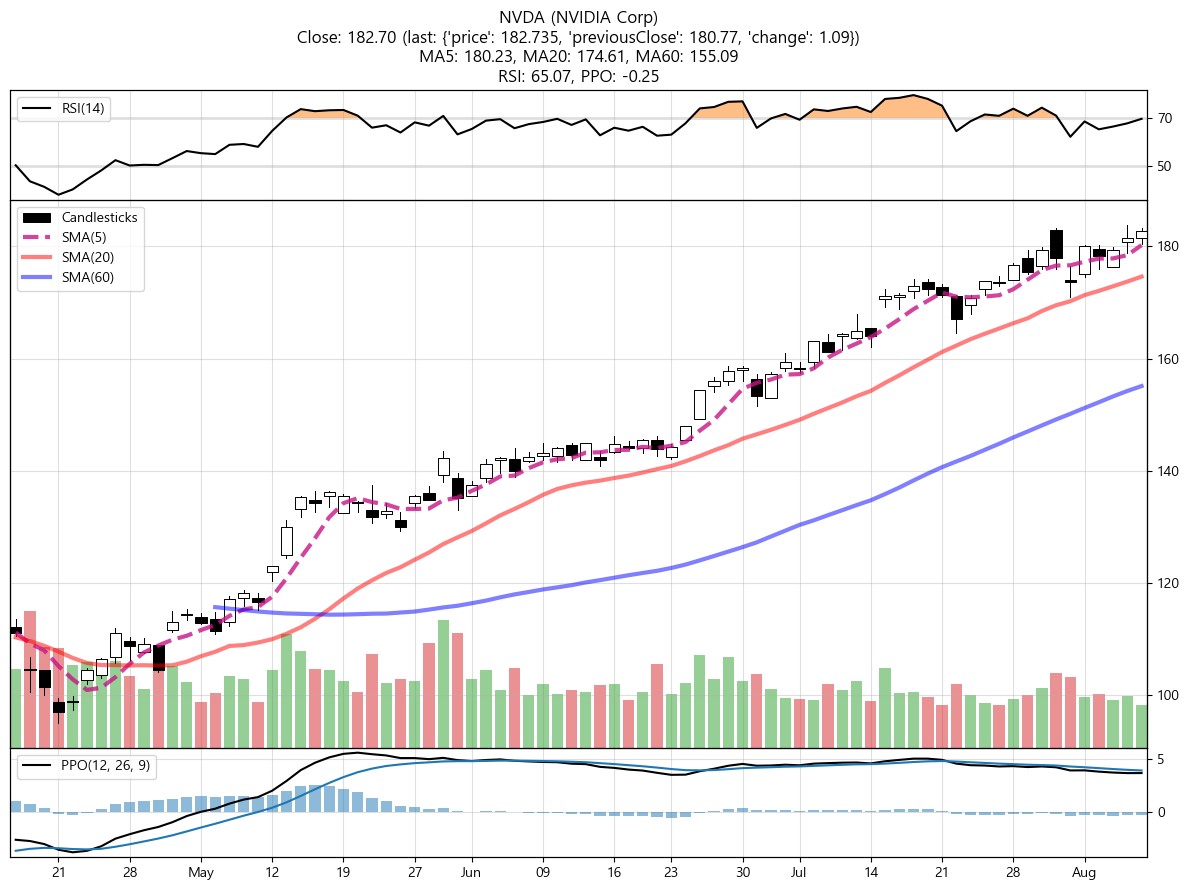 NVDA (NVIDIA Corp)
Close: 182.70 (last: {'price': 182.735, 'previousClose': 180.77, 'change': 1.09})
MA5: 180.23, MA20: 174.61, MA60: 155.09
RSI: 65.07, PPO: -0.25
RSI(14)
70
50
Candlesticks
SMA(5)
SMA(20)
SMA(60)
180
160
140
120
100
PPO(12, 26, 9)
5
0
21 28 May 12 19 27 Jun 09 16 23 30 Jul 14 21 28 Aug